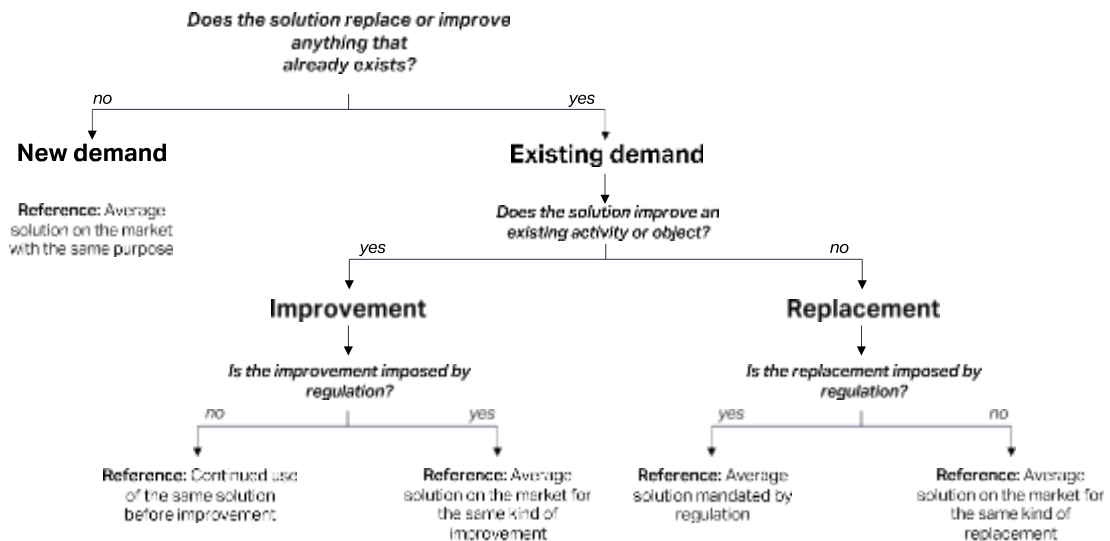 Does the solution replace or improve
anything that
already exists?
no
yes
New demand
Existing demand
Reference: Average
solution on the market
with the same purpose
Does the solution improve an
existing activity or object?
yes
no
Improvement
Replacement
Is the improvement imposed by
regulation?
Is the replacement imposed by
regulation?
no
yes
yes
no
Reference: Continued use
of the same solution
before improvement
Reference: Average
solution on the market for
the same kind of
improvement
Reference: Average
solution mandated by
regulation
Reference: Average
solution on the market for
the same kind of
replacement